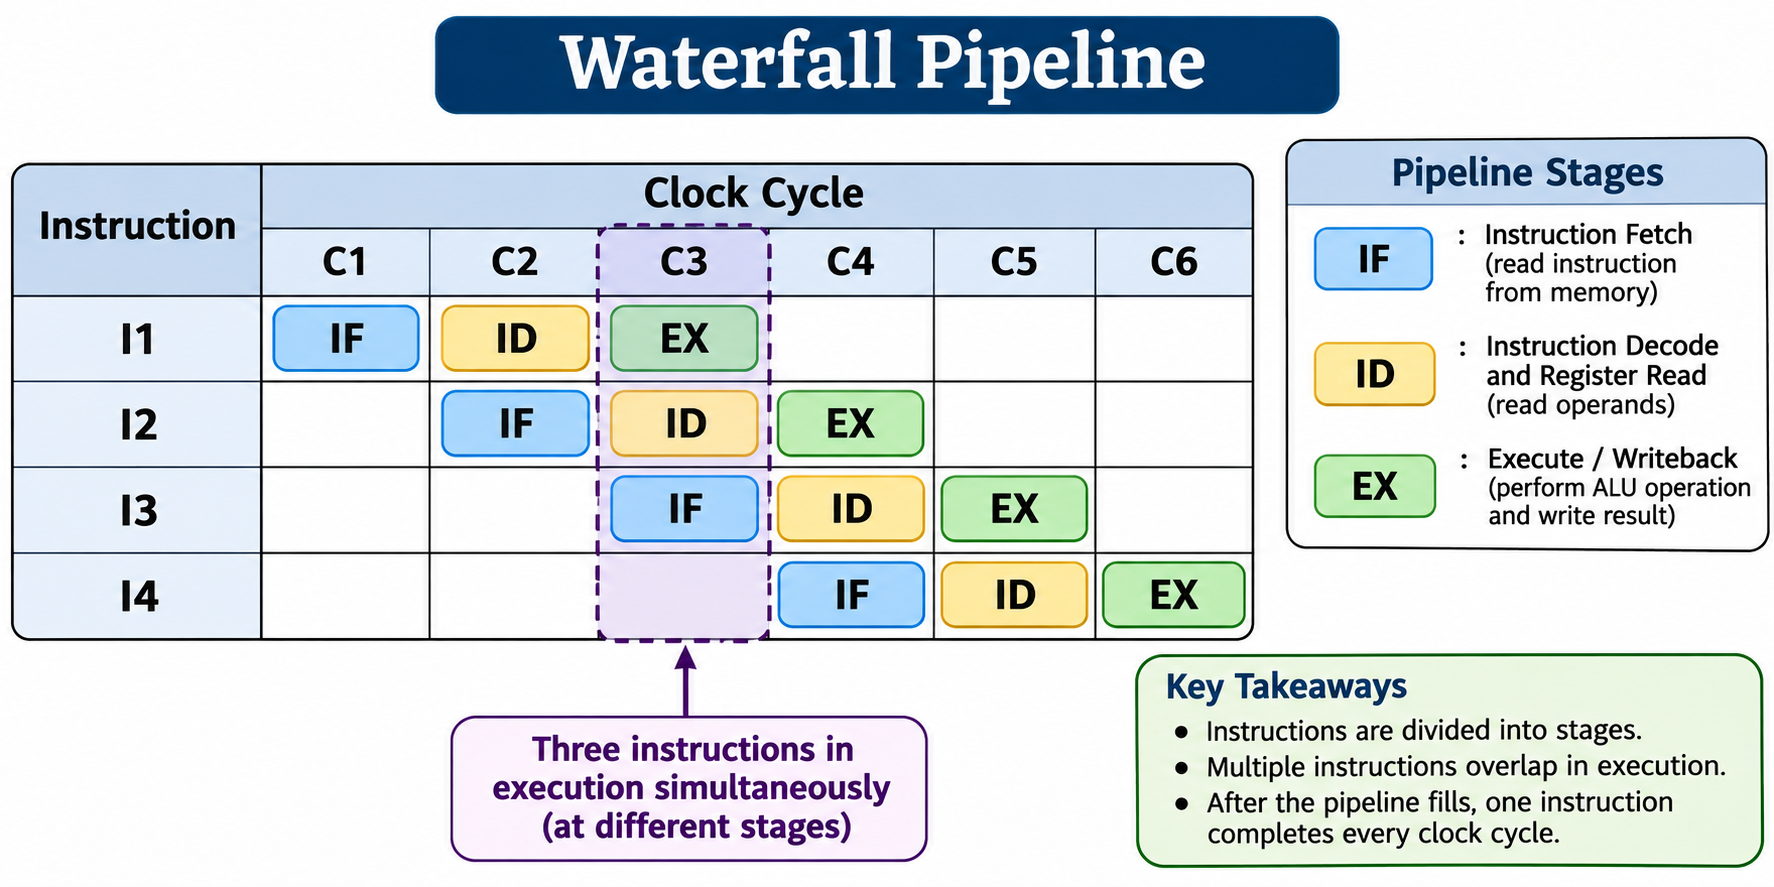 Waterfall Pipeline
Instruction
Clock Cycle
C1 C2 C3 C4 C5 C6
I1 IF ID EX
I2 IF ID EX
I3 IF ID EX
I4 IF ID EX
Three instructions in
execution simultaneously
(at different stages)
Pipeline Stages
IF : Instruction Fetch
(read instruction
from memory)
ID : Instruction Decode
and Register Read
(read operands)
EX : Execute / Writeback
(perform ALU operation
and write result)
Key Takeaways
• Instructions are divided into stages.
• Multiple instructions overlap in execution.
• After the pipeline fills, one instruction
completes every clock cycle.